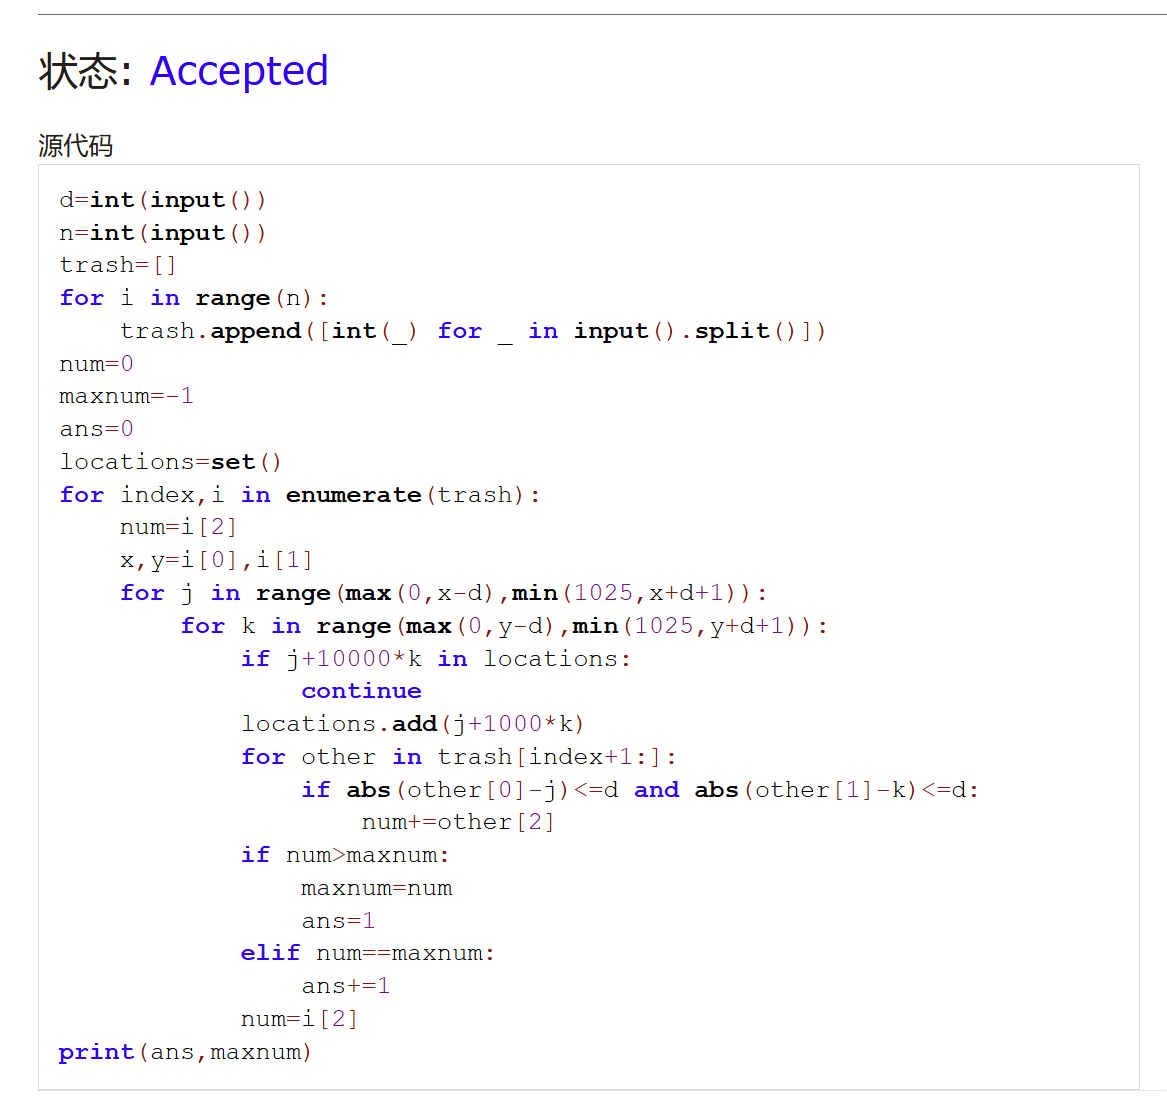 状态: Accepted
源代码
d=int(input())
n=int(input())
trash=[]
for i in range(n):
    trash.append([int(_) for _ in input().split()])
num=0
maxnum=-1
ans=0
locations=set()
for index,i in enumerate(trash):
    num=i[2]
    x,y=i[0],i[1]
    for j in range(max(0,x-d),min(1025,x+d+1)):
        for k in range(max(0,y-d),min(1025,y+d+1)):
            if j+10000*k in locations:
                continue
            locations.add(j+1000*k)
            for other in trash[index+1:]:
                if abs(other[0]-j)<=d and abs(other[1]-k)<=d:
                    num+=other[2]
            if num>maxnum:
                maxnum=num
                ans=1
            elif num==maxnum:
                ans+=1
            num=i[2]
print(ans,maxnum)